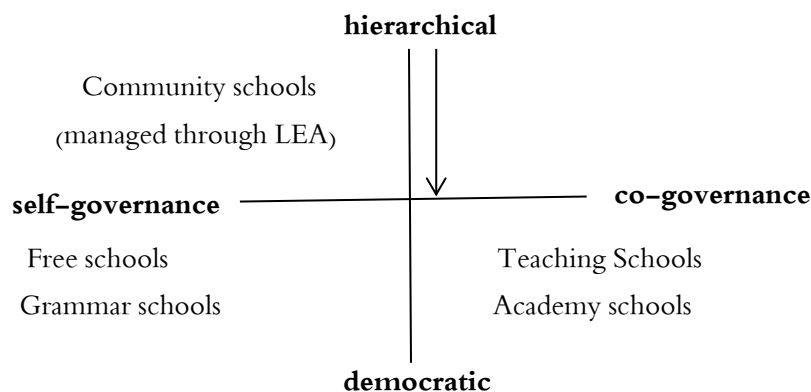 hierarchical
Community schools
(managed through LEA)
self–governance
co–governance
Free schools
Teaching Schools
Grammar schools
Academy schools
democratic